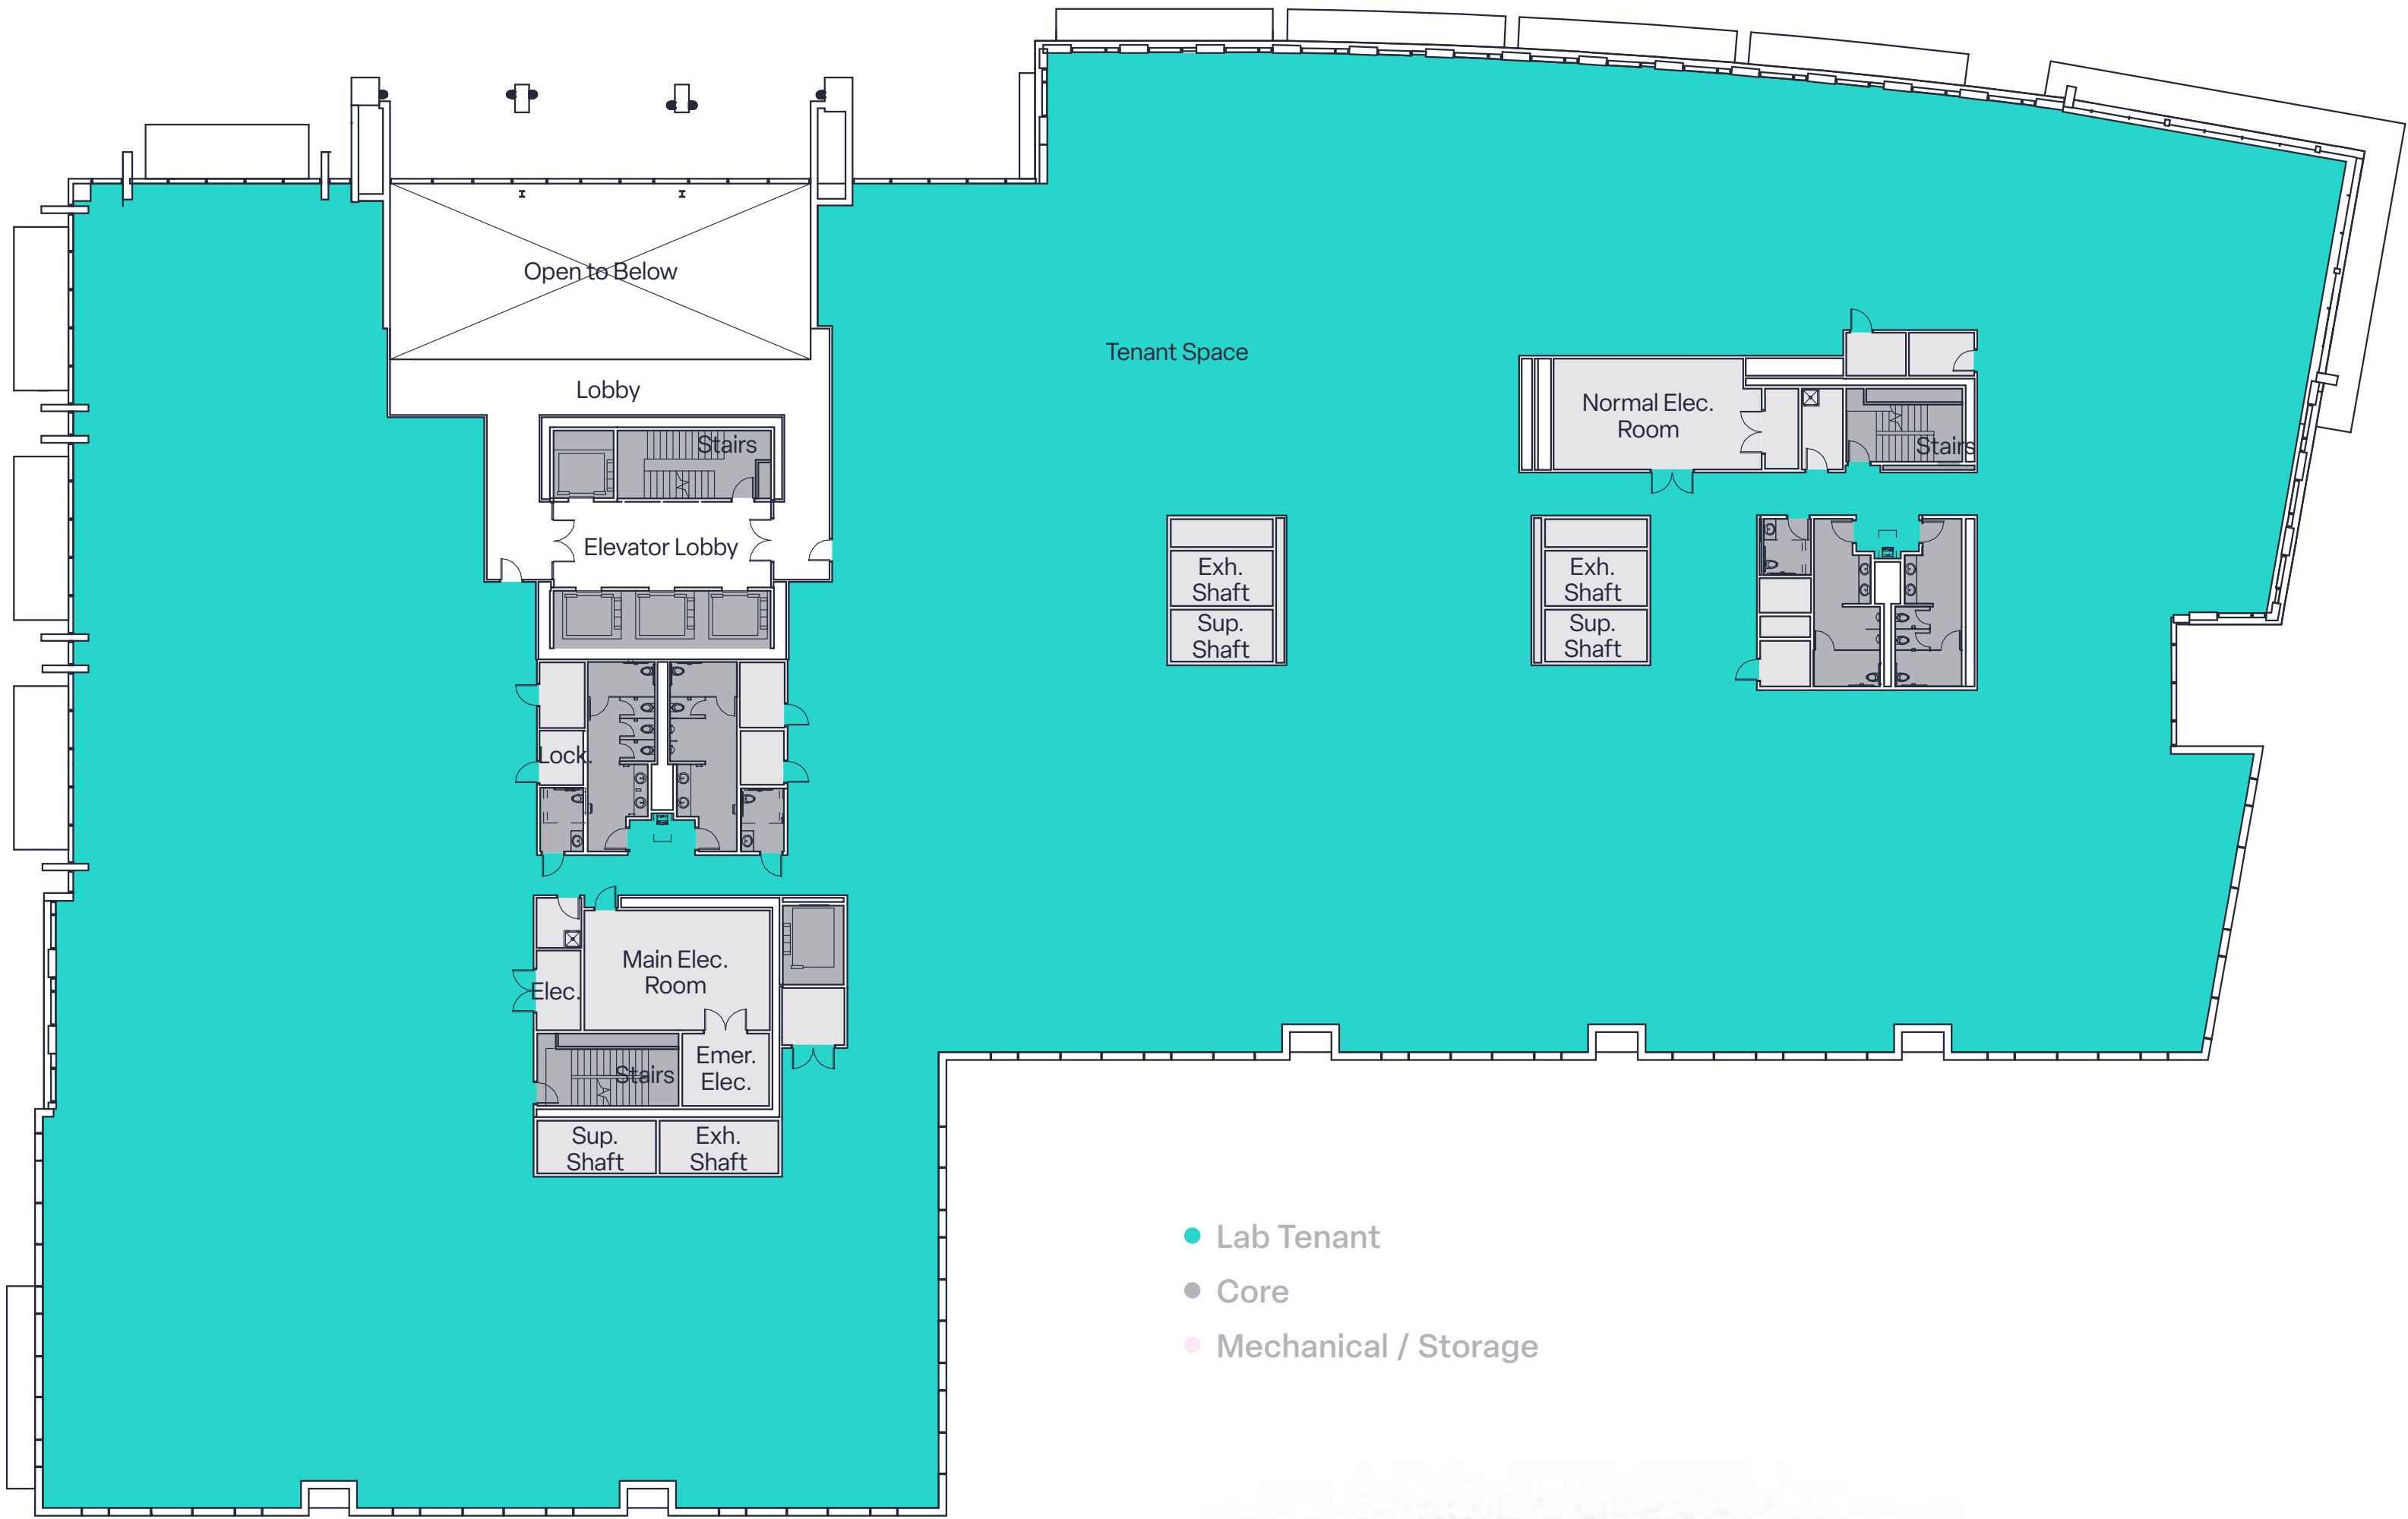 Open to Below
Lobby
Stairs
Elevator Lobby
Tenant Space
Normal Elec.
Room
Stairs
Exh.
Shaft
Sup.
Shaft
Exh.
Shaft
Sup.
Shaft
Lock.
Main Elec.
Room
Elec.
Stairs
Emer.
Elec.
Sup.
Shaft
Exh.
Shaft
Lab Tenant
Core
Mechanical / Storage